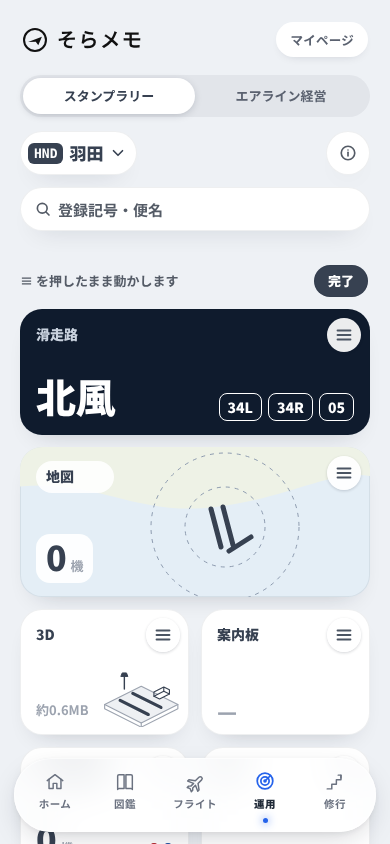 そらメモ
マイページ
スタンプラリー
エアライン経営
HND 羽田
登録記号・便名
を押したまま動かします
完了
滑走路
北風
34L 34R 05
地図
0 機
3D
約0.6MB
案内板
—
ホーム
図鑑
フライト
運用
修行